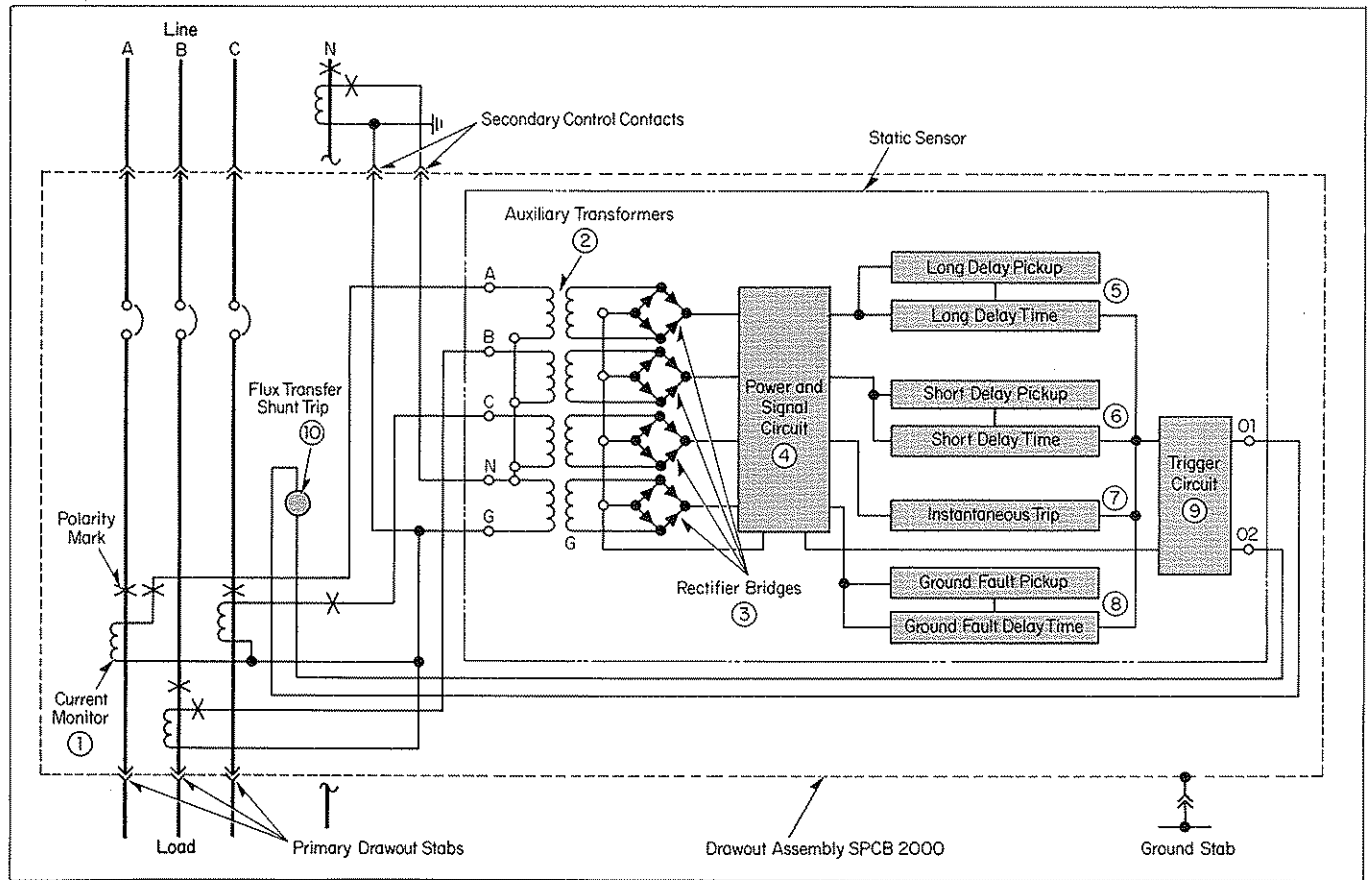 Line
A
B
C
N
Secondary Control Contacts
Static Sensor
Auxiliary Transformers
2
A
B
C
N
G
G
Long Delay Pickup
5
Long Delay Time
Flux Transfer
Shunt Trip
10
Power and
Signal
Circuit
4
Short Delay Pickup
6
Short Delay Time
01
Trigger
Circuit
9
02
Instantaneous Trip
7
Polarity
Mark
Rectifier Bridges
3
Ground Fault Pickup
8
Ground Fault Delay Time
Current
Monitor
1
Load
Primary Drawout Stabs
Drawout Assembly SPCB 2000
Ground Stab